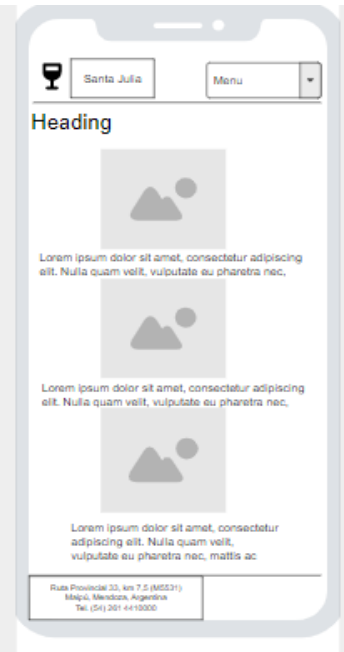 Santa Julia
Menu
Heading
Lorem ipsum dolor sit amet, consectetur adipiscing
elit. Nulla quam velit, vulputate eu pharetra nec,
Lorem ipsum dolor sit amet, consectetur adipiscing
elit. Nulla quam velit, vulputate eu pharetra nec,
Lorem ipsum dolor sit amet, consectetur
adipiscing elit. Nulla quam velit,
vulputate eu pharetra nec, mattis ac
Ruta Provincial 33, km 7,5 (M5531)
Maipú, Mendoza, Argentina
Tel. (54) 261 4410000